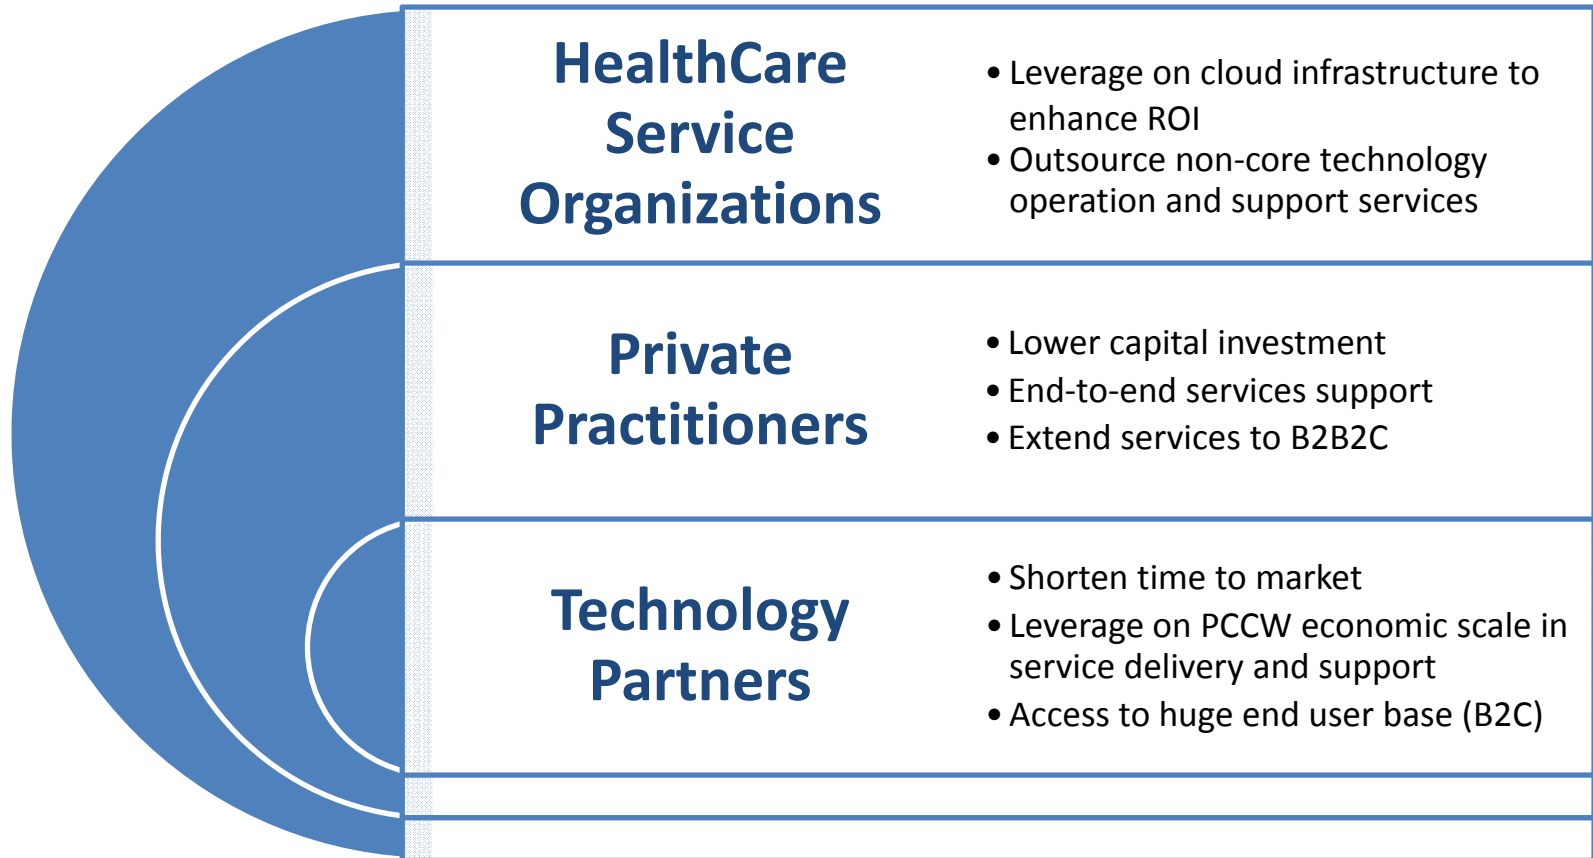 HealthCare
Service
Organizations
• Leverage on cloud infrastructure to
enhance ROI
• Outsource non-core technology
operation and support services
Private
Practitioners
• Lower capital investment
• End-to-end services support
• Extend services to B2B2C
Technology
Partners
• Shorten time to market
• Leverage on PCCW economic scale in
service delivery and support
• Access to huge end user base (B2C)